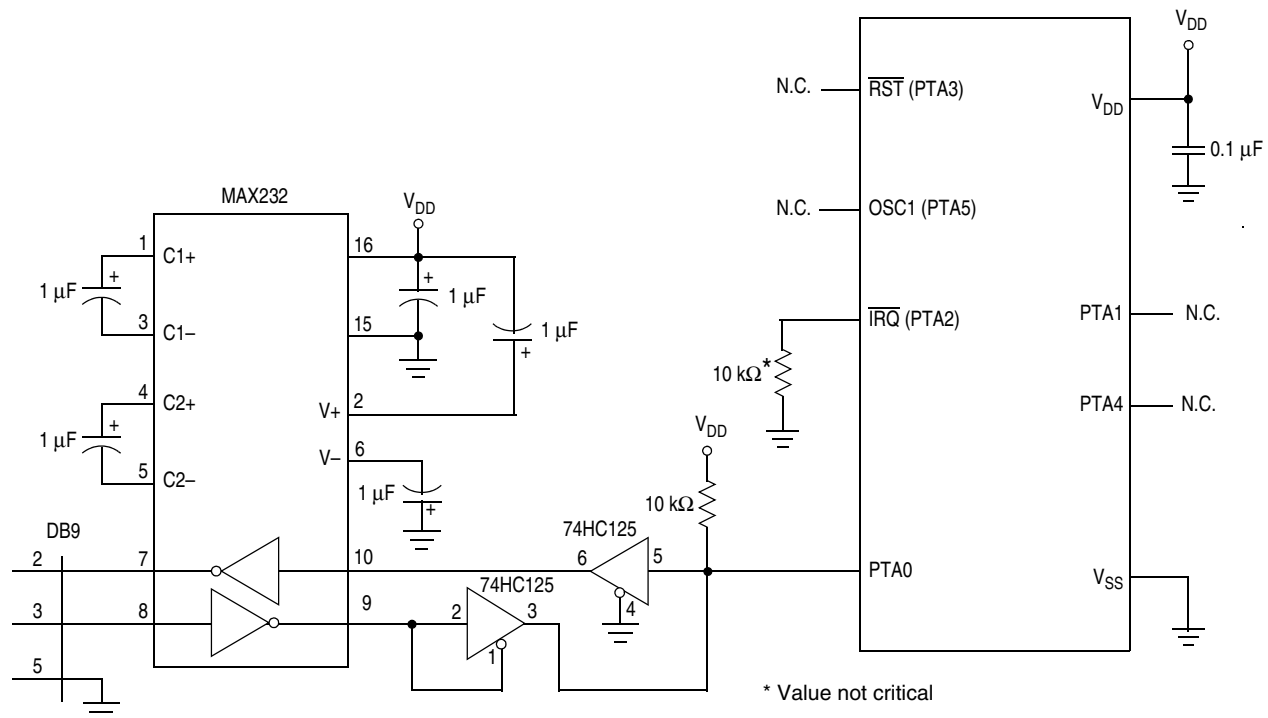 V_DD
N.C.
RST (PTA3)
V_DD
0.1 µF
MAX232
V_DD
N.C.
OSC1 (PTA5)
1
C1+
16
+
1 µF
+
1 µF
3
C1–
15
1 µF
+
IRQ (PTA2)
PTA1
N.C.
10 kΩ*
4
C2+
V+
2
PTA4
N.C.
+
1 µF
V_DD
5
C2–
V–
6
1 µF
+
10 kΩ
DB9
74HC125
2
7
10
6
5
PTA0
V_SS
4
74HC125
3
8
9
2
3
1
5
* Value not critical